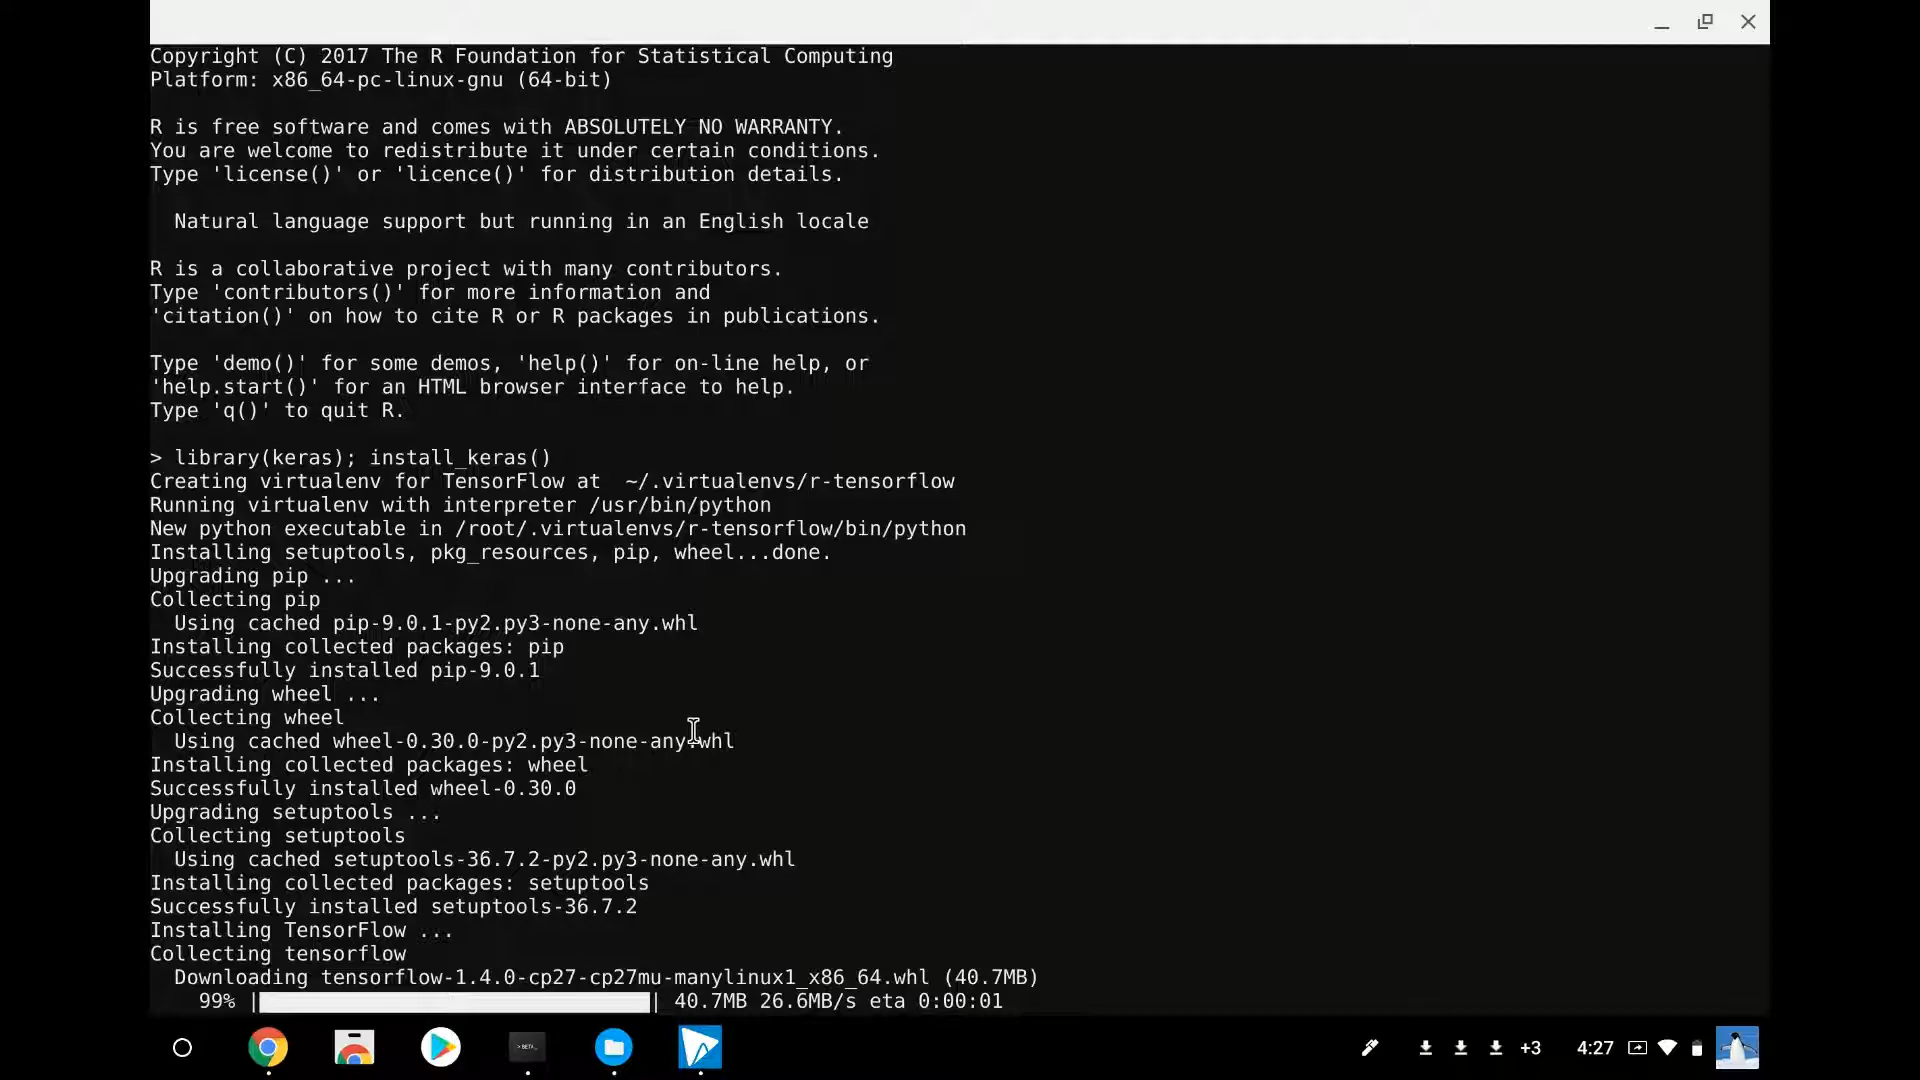 Copyright (C) 2017 The R Foundation for Statistical Computing
Platform: x86_64-pc-linux-gnu (64-bit)
R is free software and comes with ABSOLUTELY NO WARRANTY.
You are welcome to redistribute it under certain conditions.
Type 'license()' or 'licence()' for distribution details.
Natural language support but running in an English locale
R is a collaborative project with many contributors.
Type 'contributors()' for more information and
'citation()' on how to cite R or R packages in publications.
Type 'demo()' for some demos, 'help()' for on-line help, or
'help.start()' for an HTML browser interface to help.
Type 'q()' to quit R.
> library(keras); install_keras()
Creating virtualenv for TensorFlow at  ~/.virtualenvs/r-tensorflow
Running virtualenv with interpreter /usr/bin/python
New python executable in /root/.virtualenvs/r-tensorflow/bin/python
Installing setuptools, pkg_resources, pip, wheel...done.
Upgrading pip ...
Collecting pip
Using cached pip-9.0.1-py2.py3-none-any.whl
Installing collected packages: pip
Successfully installed pip-9.0.1
Upgrading wheel ...
Collecting wheel
Using cached wheel-0.30.0-py2.py3-none-any.whl
Installing collected packages: wheel
Successfully installed wheel-0.30.0
Upgrading setuptools ...
Collecting setuptools
Using cached setuptools-36.7.2-py2.py3-none-any.whl
Installing collected packages: setuptools
Successfully installed setuptools-36.7.2
Installing TensorFlow ...
Collecting tensorflow
Downloading tensorflow-1.4.0-cp27-cp27mu-manylinux1_x86_64.whl (40.7MB)
99% | | 40.7MB 26.6MB/s eta 0:00:01
>BETA_
+3 4:27